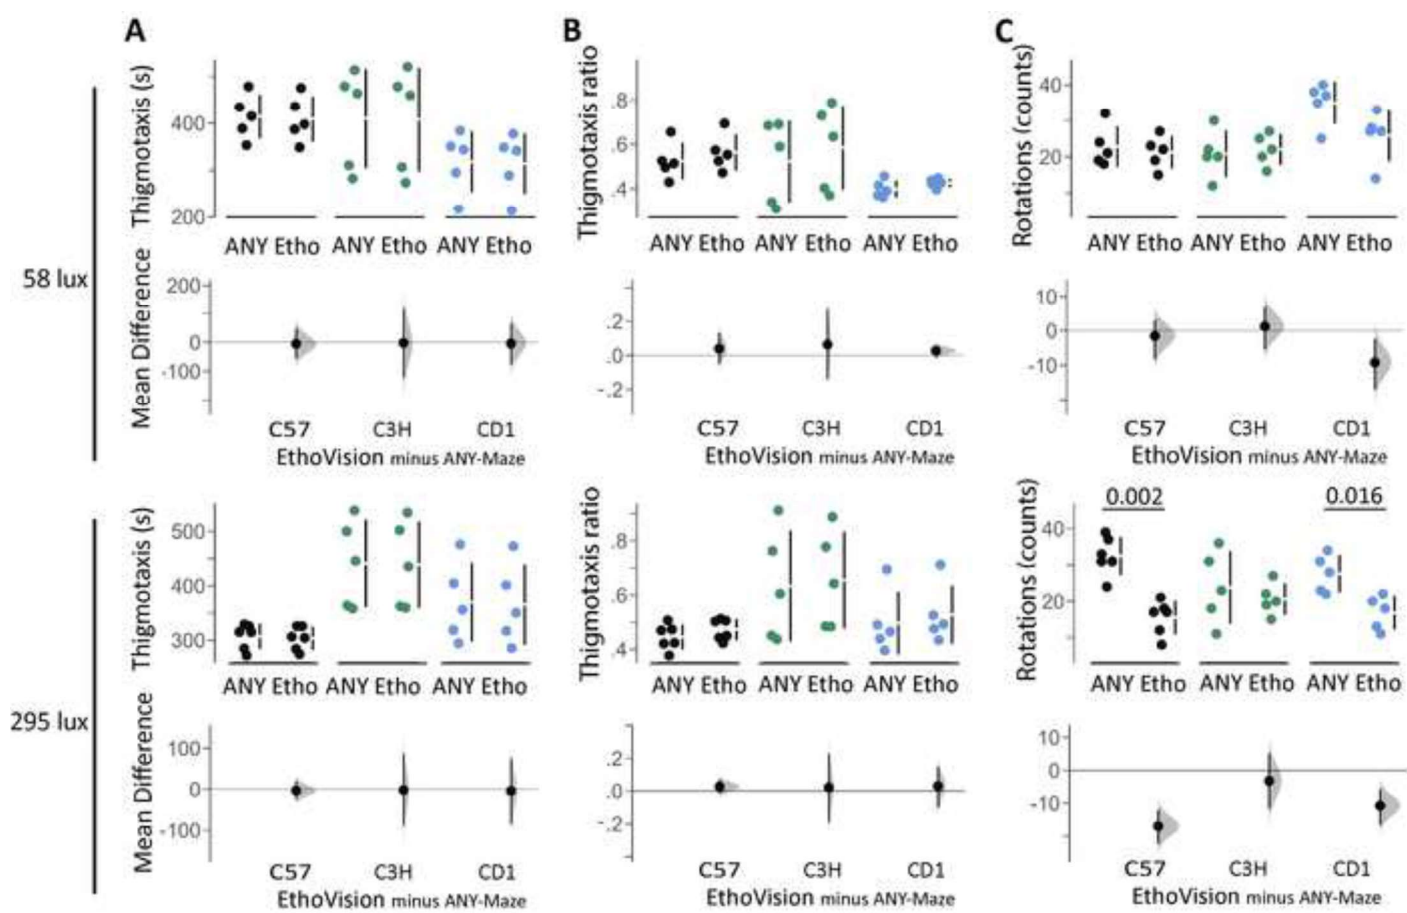 A
B
C
58 lux
Thigmotaxis (s)
400
200
ANY Etho ANY Etho ANY Etho
Mean Difference
200
0
-100
C57 C3H CD1
EthoVision minus ANY-Maze
Thigmotaxis ratio
.8
.6
.4
ANY Etho ANY Etho ANY Etho
.2
.0
-.2
C57 C3H CD1
EthoVision minus ANY-Maze
Rotations (counts)
40
20
ANY Etho ANY Etho ANY Etho
10
0
-10
C57 C3H CD1
EthoVision minus ANY-Maze
295 lux
Thigmotaxis (s)
500
400
300
ANY Etho ANY Etho ANY Etho
Mean Difference
100
0
-100
C57 C3H CD1
EthoVision minus ANY-Maze
Thigmotaxis ratio
.8
.6
.4
ANY Etho ANY Etho ANY Etho
.2
.0
-.2
C57 C3H CD1
EthoVision minus ANY-Maze
Rotations (counts)
0.002 0.016
40
20
ANY Etho ANY Etho ANY Etho
10
0
-10
C57 C3H CD1
EthoVision minus ANY-Maze